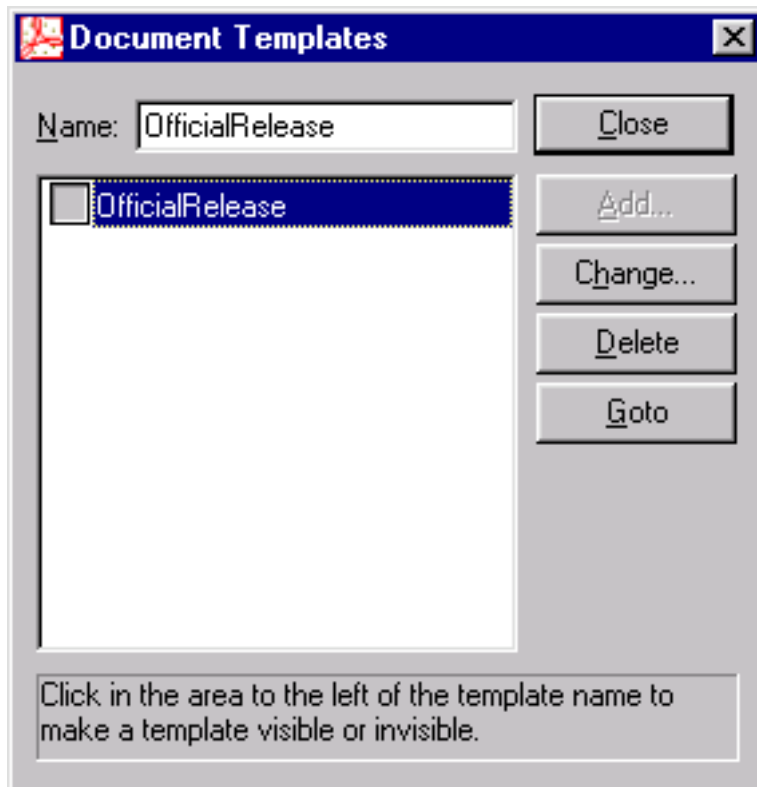 Document Templates
Name: OfficialRelease
Close
OfficialRelease
Add...
Change...
Delete
Goto
Click in the area to the left of the template name to
make a template visible or invisible.